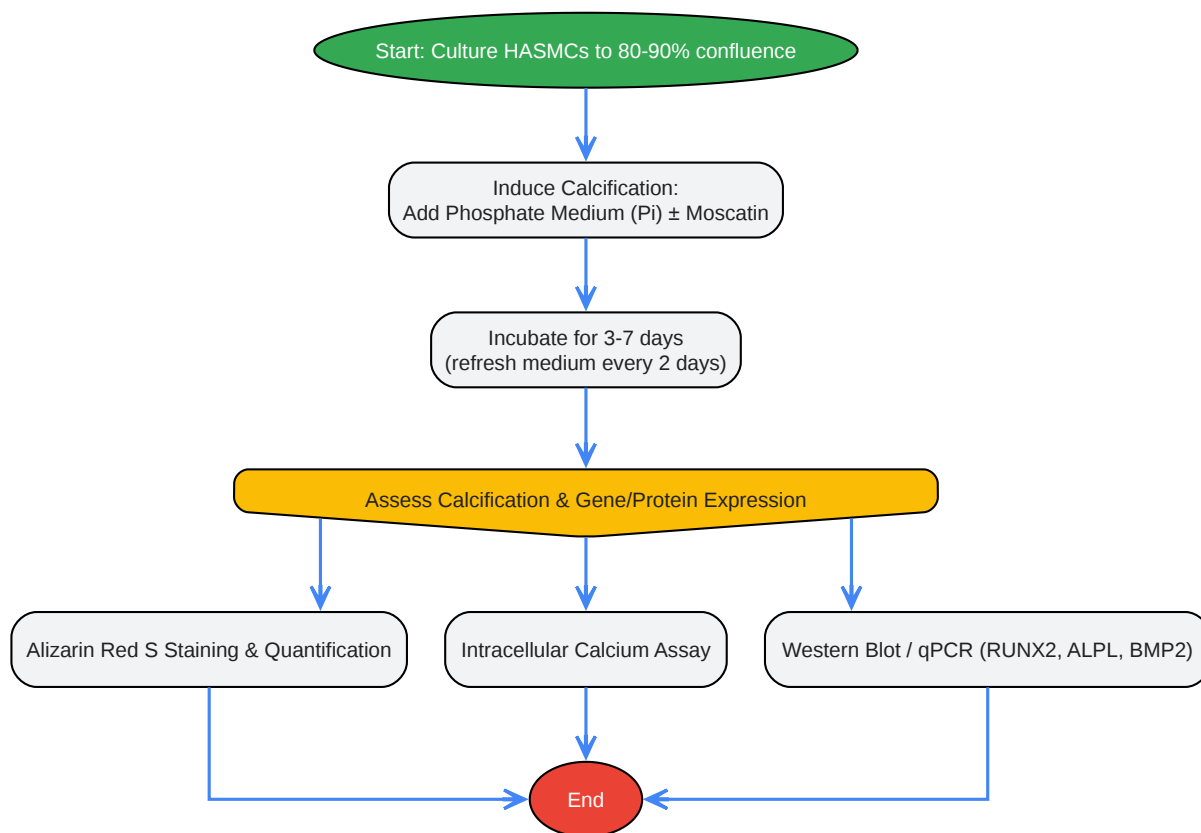 Start: Culture HASMCs to 80-90% confluence
Induce Calcification:
Add Phosphate Medium (Pi) ± Moscatin
Incubate for 3-7 days
(refresh medium every 2 days)
Assess Calcification & Gene/Protein Expression
Alizarin Red S Staining & Quantification
Intracellular Calcium Assay
Western Blot / qPCR (RUNX2, ALPL, BMP2)
End